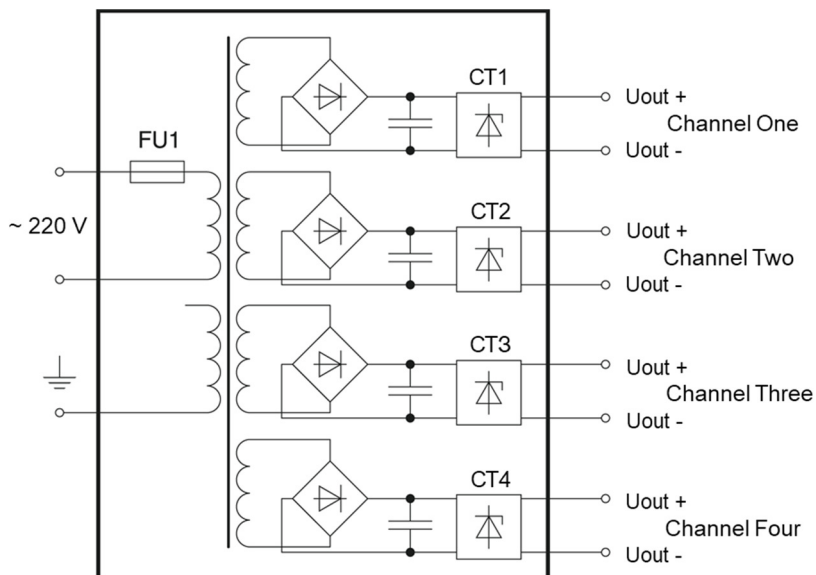 CT1
Uout +
Channel One
Uout -
FU1
~ 220 V
CT2
Uout +
Channel Two
Uout -
CT3
Uout +
Channel Three
Uout -
CT4
Uout +
Channel Four
Uout -